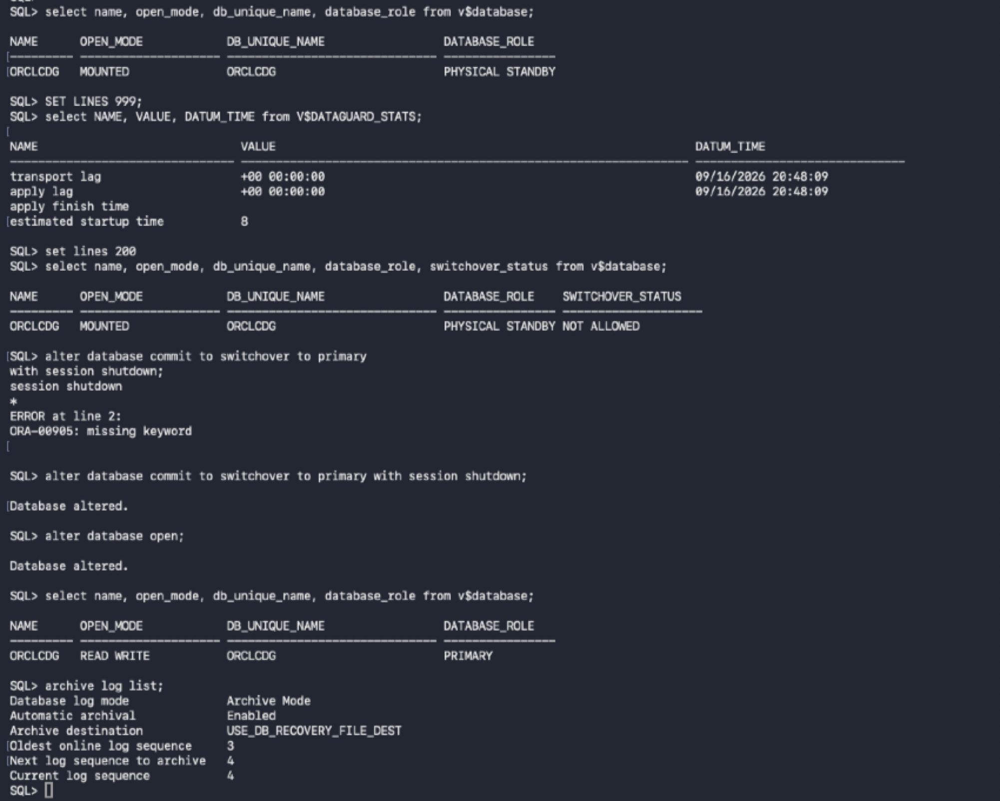 SQL> select name, open_mode, db_unique_name, database_role from v$database;
NAME OPEN_MODE DB_UNIQUE_NAME DATABASE_ROLE
[--------- -------------------- ------------------------------ ----------------
[ORCLCDG MOUNTED ORCLCDG PHYSICAL STANDBY
SQL> SET LINES 999;
SQL> select NAME, VALUE, DATUM_TIME from V$DATAGUARD_STATS;
[
NAME VALUE DATUM_TIME
-------------------------------- ---------------------------------------------------------------- ------------------------------
transport lag +00 00:00:00 09/16/2026 20:48:09
apply lag +00 00:00:00 09/16/2026 20:48:09
apply finish time
[estimated startup time 8
SQL> set lines 200
SQL> select name, open_mode, db_unique_name, database_role, switchover_status from v$database;
NAME OPEN_MODE DB_UNIQUE_NAME DATABASE_ROLE SWITCHOVER_STATUS
--------- -------------------- ------------------------------ ---------------- --------------------
ORCLCDG MOUNTED ORCLCDG PHYSICAL STANDBY NOT ALLOWED
[SQL> alter database commit to switchover to primary
with session shutdown;
session shutdown
*
ERROR at line 2:
ORA-00905: missing keyword
[
SQL> alter database commit to switchover to primary with session shutdown;
[Database altered.
SQL> alter database open;
Database altered.
SQL> select name, open_mode, db_unique_name, database_role from v$database;
NAME OPEN_MODE DB_UNIQUE_NAME DATABASE_ROLE
--------- -------------------- ------------------------------ ----------------
ORCLCDG READ WRITE ORCLCDG PRIMARY
SQL> archive log list;
Database log mode Archive Mode
Automatic archival Enabled
Archive destination USE_DB_RECOVERY_FILE_DEST
[Oldest online log sequence 3
[Next log sequence to archive 4
Current log sequence 4
SQL>